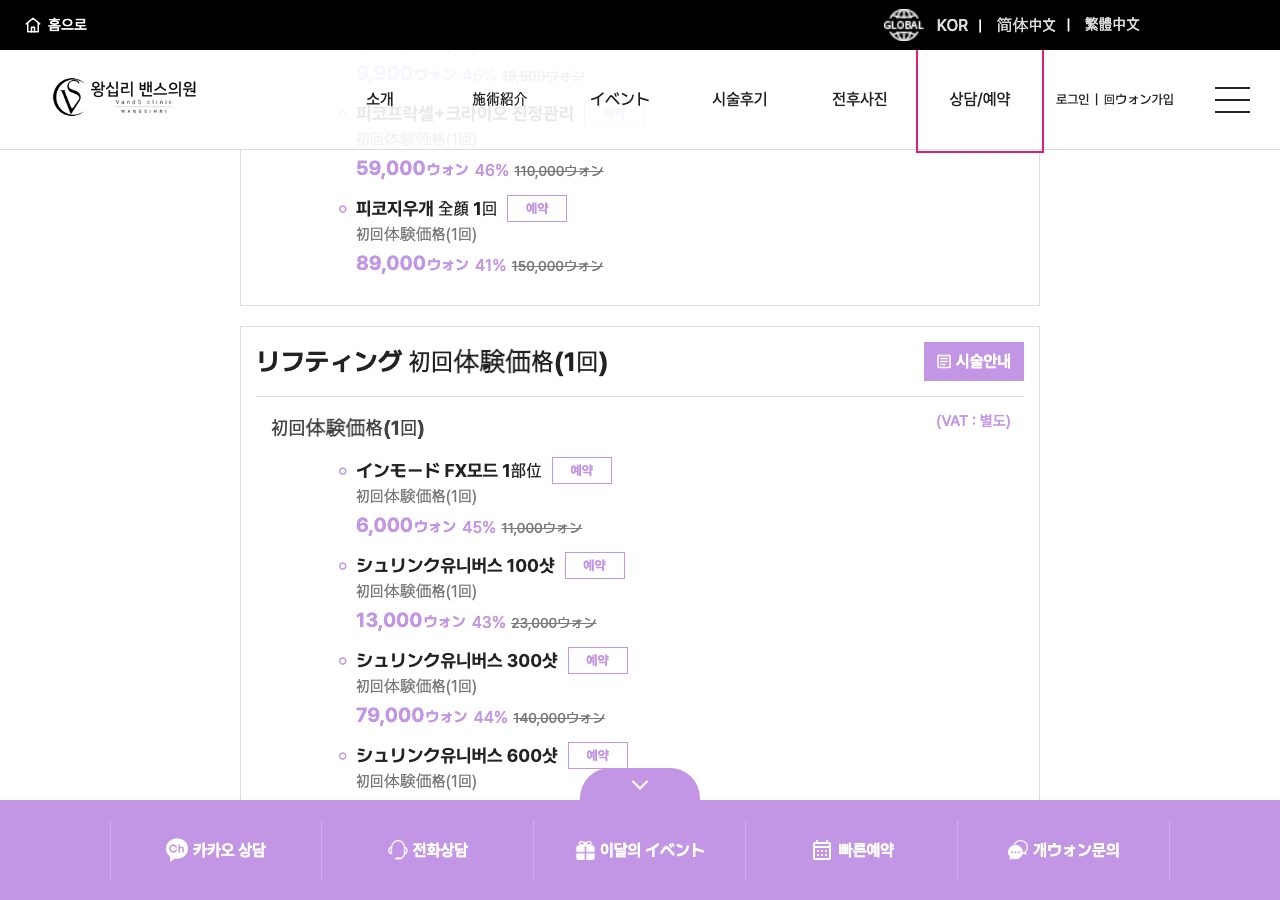 홈으로
GLOBAL KOR | 简体中文 | 繁體中文
왕십리 밴스의원
VandS clinic
WANGSIMNI
소개 施術紹介 イベント 시술후기 전후사진 상담/예약 로그인 | 回ウォン가입
9,900ウォン 46% 18,500ウォン
피코프락셀+크라이오 진정관리 예약
初回体験価格(1回)
59,000ウォン 46% 110,000ウォン
피코지우개 全顔 1回 예약
初回体験価格(1回)
89,000ウォン 41% 150,000ウォン
リフティング 初回体験価格(1回) 시술안내
初回体験価格(1回) (VAT : 별도)
インモード FX모드 1部位 예약
初回体験価格(1回)
6,000ウォン 45% 11,000ウォン
シュリンク유니버스 100샷 예약
初回体験価格(1回)
13,000ウォン 43% 23,000ウォン
シュリンク유니버스 300샷 예약
初回体験価格(1回)
79,000ウォン 44% 140,000ウォン
シュリンク유니버스 600샷 예약
初回体験価格(1回)
Ch 카카오 상담 전화상담 이달의 イベント 빠른예약 개ウォン문의